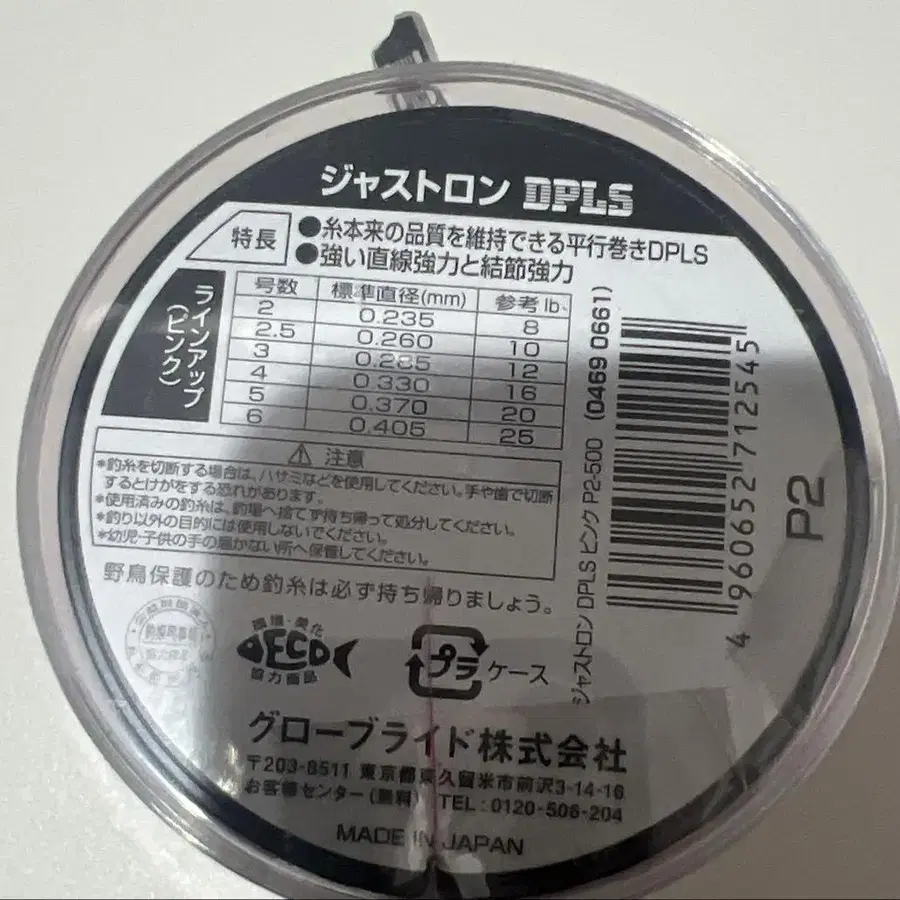 ジャストロン DPLS
特長
●糸本来の品質を維持できる平行巻きDPLS
●強い直線強力と結節強力
ラインアップ
(ピンク)
号数 標準直径(mm) 参考 lb.
2 0.235 8
2.5 0.260 10
3 0.285 12
4 0.330 16
5 0.370 20
6 0.405 25
⚠ 注意
*釣糸を切断する場合は、ハサミなどを使用してください。手や歯で切断
するとけがをする恐れがあります。
*使用済みの釣糸は、釣場へ捨てず持ち帰って処分してください。
*釣り以外の目的には使用しないでください。
*幼児・子供の手の届かない所へ保管してください。
野鳥保護のため釣糸は必ず持ち帰りましょう。
環境・美化
ECO
協力商品
プラ ケース
グローブライド株式会社
〒203-8511 東京都東久留米市前沢3-14-16
お客様センター(無料) TEL:0120-506-204
MADE IN JAPAN
ジャストロン DPLS ピンク P2-500 (0469 0661)
4 960652 712545
P2